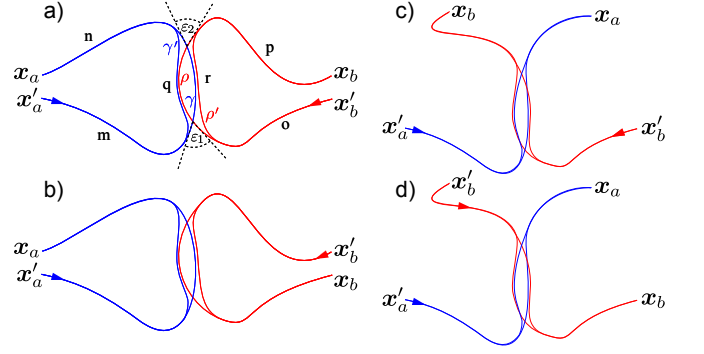 a)
n
γ′
ε₂
p
x_a
ρ
r
x_b
q
γ
x′_a
x′_b
ρ′
m
ε₁
o
b)
x_a
x′_b
x′_a
x_b
c)
x_b
x_a
x′_a
x′_b
d)
x′_b
x_a
x′_a
x_b